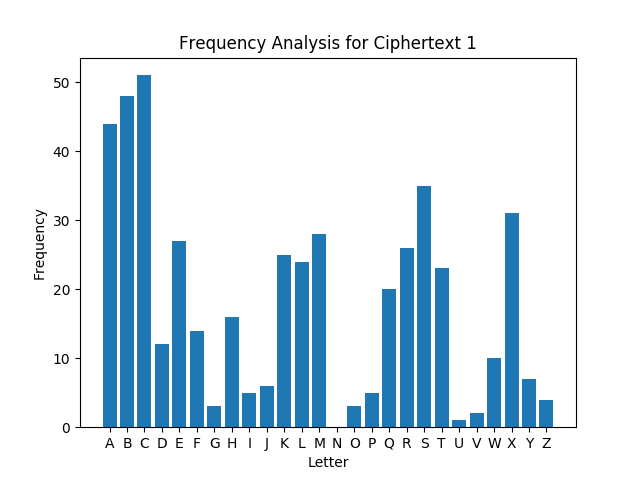 Frequency Analysis for Ciphertext 1
50
40
30
20
10
0
Frequency
A B C D E F G H I J K L M N O P Q R S T U V W X Y Z
Letter